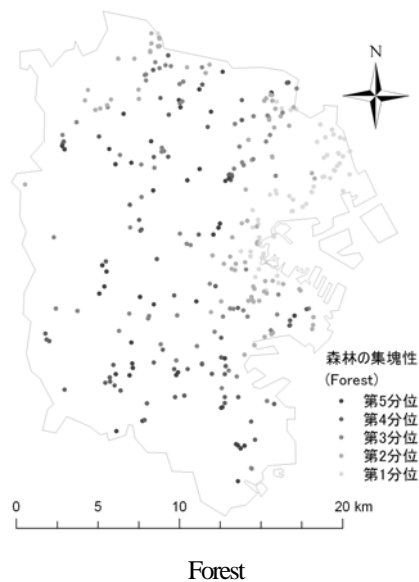 N
森林の集塊性
(Forest)
第5分位
第4分位
第3分位
第2分位
第1分位
0 5 10 20 km
Forest